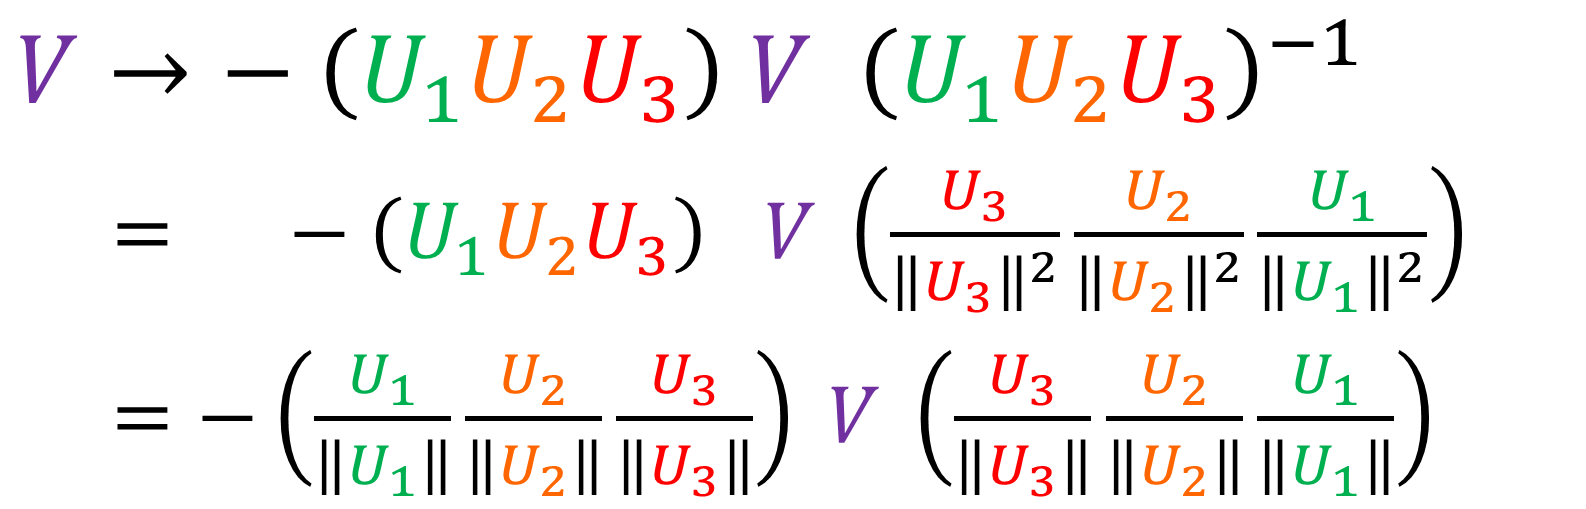 V → − (U₁U₂U₃) V (U₁U₂U₃)⁻¹
= − (U₁U₂U₃) V (U₃/‖U₃‖² U₂/‖U₂‖² U₁/‖U₁‖²)
= − (U₁/‖U₁‖ U₂/‖U₂‖ U₃/‖U₃‖) V (U₃/‖U₃‖ U₂/‖U₂‖ U₁/‖U₁‖)